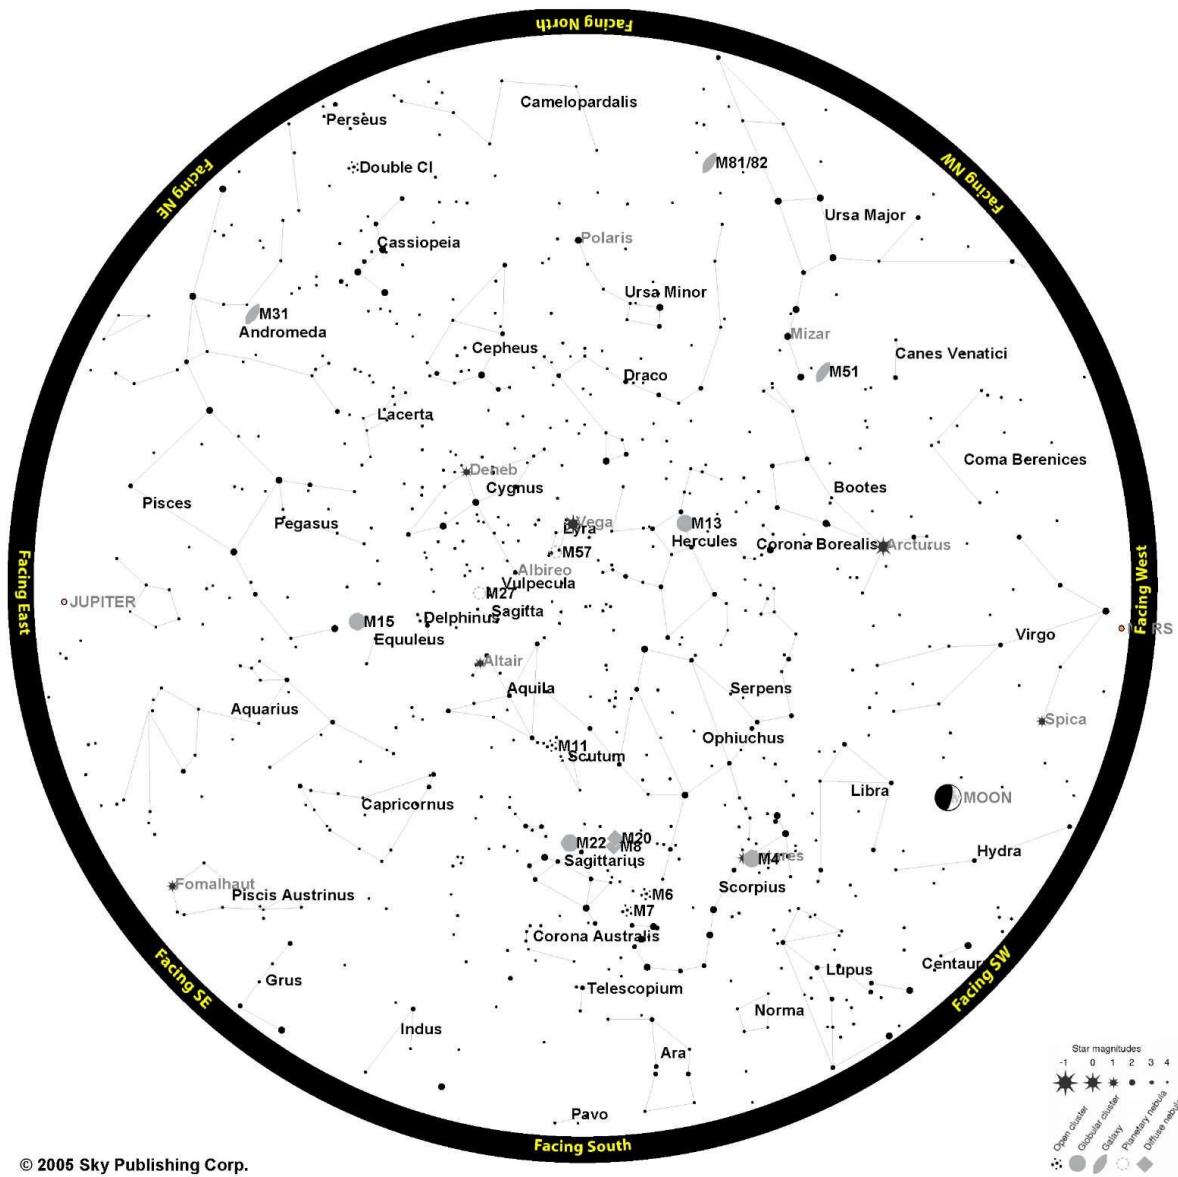 Facing North
Camelopardalis
Perseus
Double Cl
M81/82
Facing NE
Facing NW
Ursa Major
Cassiopeia
Polaris
Ursa Minor
M31
Andromeda
Mizar
Cepheus
Canes Venatici
M51
Draco
Lacerta
Coma Berenices
Deneb
Cygnus
Bootes
Pisces
Pegasus
Vega
Lyra
M13
Hercules
Corona Borealis
Arcturus
M57
Albireo
Vulpecula
M27
Sagitta
Facing East
Facing West
JUPITER
M15
Delphinus
Equuleus
Virgo
Altair
Aquila
Serpens
Aquarius
Spica
Ophiuchus
M11
Scutum
Capricornus
Libra
MOON
M20
M22
M8
Sagittarius
M4
Hydra
Scorpius
Fomalhaut
Piscis Austrinus
M6
M7
Corona Australis
Facing SE
Grus
Lupus
Facing SW
Telescopium
Norma
Indus
Ara
Pavo
Facing South
Star magnitudes
-1 0 1 2 3 4
Open cluster
Globular cluster
Galaxy
Planetary nebula
Diffuse nebula
© 2005 Sky Publishing Corp.